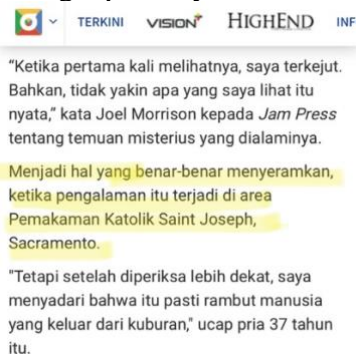 TERKINI VISION+ HIGHEND INF
"Ketika pertama kali melihatnya, saya terkejut.
Bahkan, tidak yakin apa yang saya lihat itu
nyata," kata Joel Morrison kepada Jam Press
tentang temuan misterius yang dialaminya.
Menjadi hal yang benar-benar menyeramkan,
ketika pengalaman itu terjadi di area
Pemakaman Katolik Saint Joseph,
Sacramento.
"Tetapi setelah diperiksa lebih dekat, saya
menyadari bahwa itu pasti rambut manusia
yang keluar dari kuburan," ucap pria 37 tahun
itu.